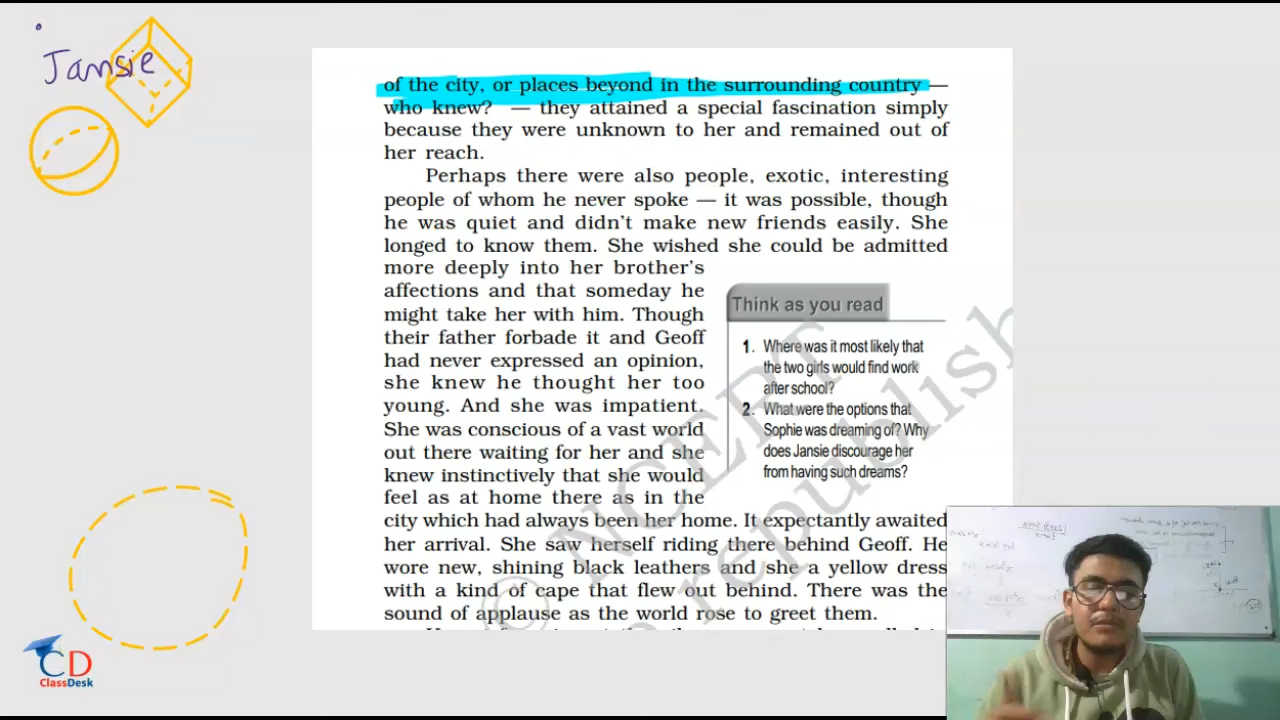 Jansie
of the city, or places beyond in the surrounding country —
who knew? — they attained a special fascination simply
because they were unknown to her and remained out of
her reach.
Perhaps there were also people, exotic, interesting
people of whom he never spoke — it was possible, though
he was quiet and didn't make new friends easily. She
longed to know them. She wished she could be admitted
more deeply into her brother's
affections and that someday he
might take her with him. Though
their father forbade it and Geoff
had never expressed an opinion,
she knew he thought her too
young. And she was impatient.
She was conscious of a vast world
out there waiting for her and she
knew instinctively that she would
feel as at home there as in the
city which had always been her home. It expectantly awaited
her arrival. She saw herself riding there behind Geoff. He
wore new, shining black leathers and she a yellow dress
with a kind of cape that flew out behind. There was the
sound of applause as the world rose to greet them.
Think as you read
1. Where was it most likely that
the two girls would find work
after school?
2. What were the options that
Sophie was dreaming of? Why
does Jansie discourage her
from having such dreams?
© NCERT
republish
CD
ClassDesk